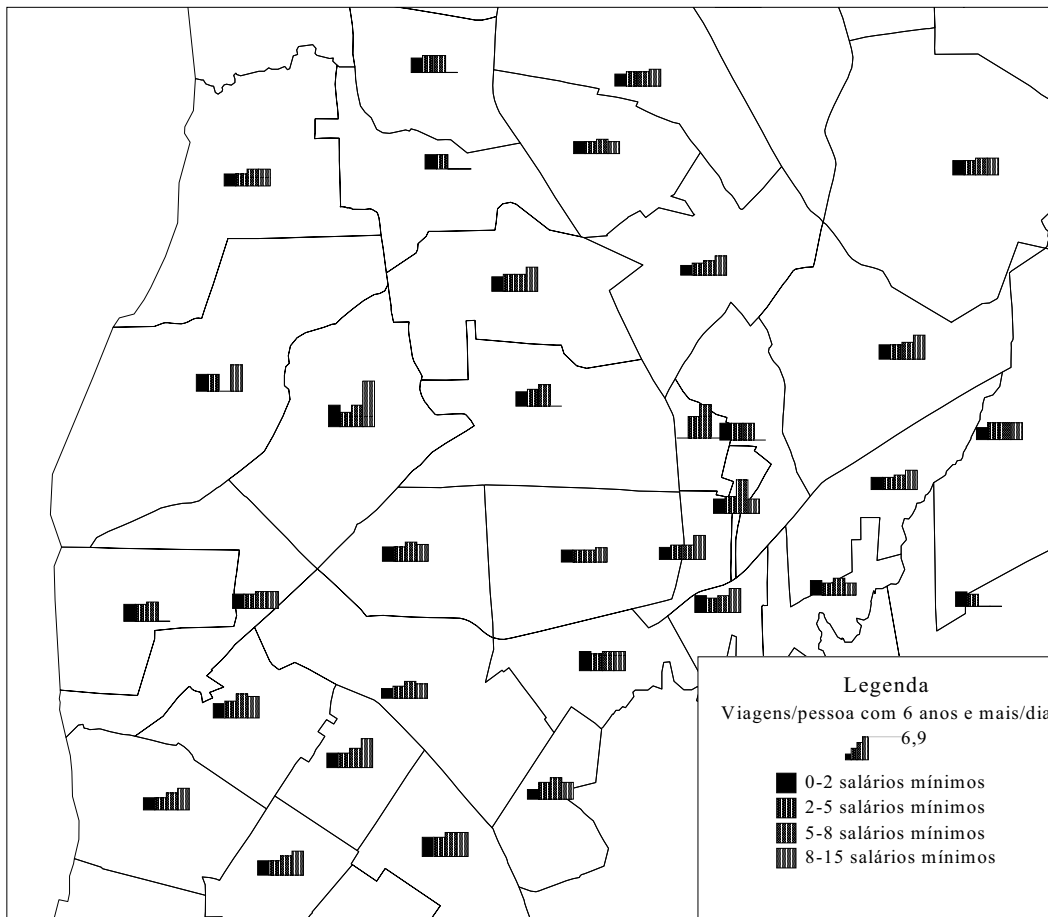 Legenda
Viagens/pessoa com 6 anos e mais/dia
6,9
0-2 salários mínimos
2-5 salários mínimos
5-8 salários mínimos
8-15 salários mínimos